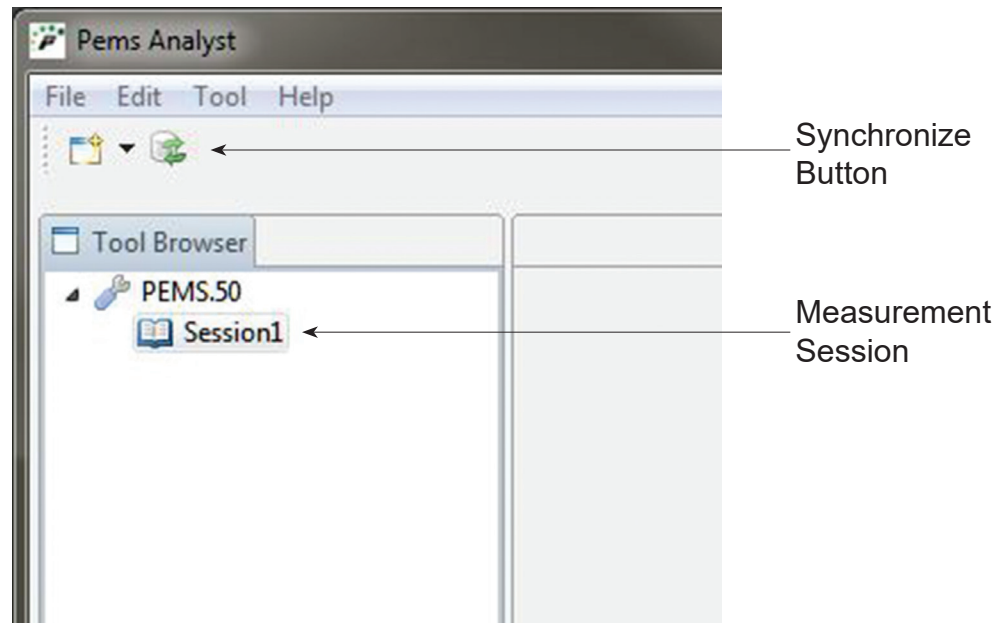 Pems Analyst
File Edit Tool Help
Synchronize
Button
Tool Browser
PEMS.50
Session1
Measurement
Session